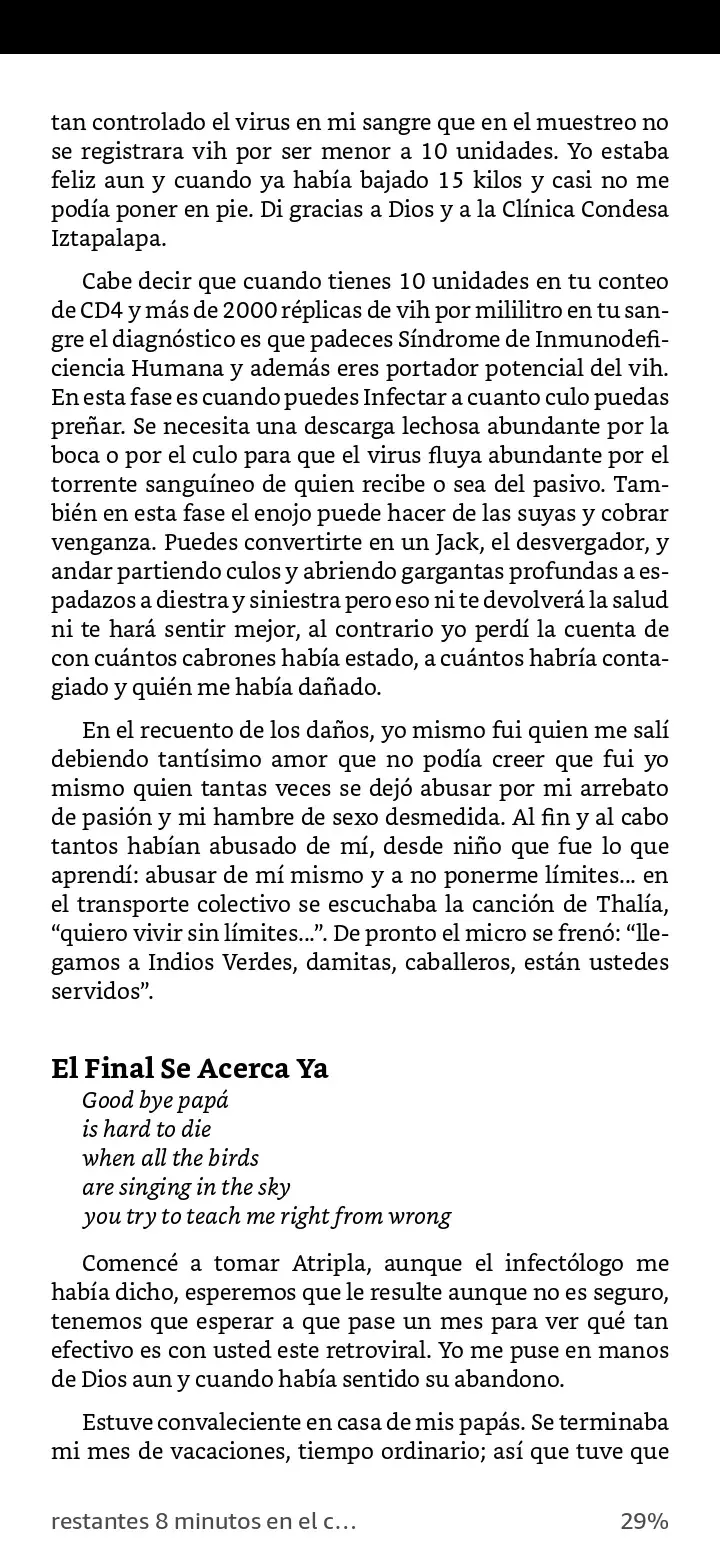 tan controlado el virus en mi sangre que en el muestreo no
se registrara vih por ser menor a 10 unidades. Yo estaba
feliz aun y cuando ya había bajado 15 kilos y casi no me
podía poner en pie. Di gracias a Dios y a la Clínica Condesa
Iztapalapa.
Cabe decir que cuando tienes 10 unidades en tu conteo
de CD4 y más de 2000 réplicas de vih por mililitro en tu san-
gre el diagnóstico es que padeces Síndrome de Inmunodefi-
ciencia Humana y además eres portador potencial del vih.
En esta fase es cuando puedes Infectar a cuanto culo puedas
preñar. Se necesita una descarga lechosa abundante por la
boca o por el culo para que el virus fluya abundante por el
torrente sanguíneo de quien recibe o sea del pasivo. Tam-
bién en esta fase el enojo puede hacer de las suyas y cobrar
venganza. Puedes convertirte en un Jack, el desvergador, y
andar partiendo culos y abriendo gargantas profundas a es-
padazos a diestra y siniestra pero eso ni te devolverá la salud
ni te hará sentir mejor, al contrario yo perdí la cuenta de
con cuántos cabrones había estado, a cuántos habría conta-
giado y quién me había dañado.
En el recuento de los daños, yo mismo fui quien me salí
debiendo tantísimo amor que no podía creer que fui yo
mismo quien tantas veces se dejó abusar por mi arrebato
de pasión y mi hambre de sexo desmedida. Al fin y al cabo
tantos habían abusado de mí, desde niño que fue lo que
aprendí: abusar de mí mismo y a no ponerme límites... en
el transporte colectivo se escuchaba la canción de Thalía,
“quiero vivir sin límites...”. De pronto el micro se frenó: “lle-
gamos a Indios Verdes, damitas, caballeros, están ustedes
servidos”.
El Final Se Acerca Ya
Good bye papá
is hard to die
when all the birds
are singing in the sky
you try to teach me right from wrong
Comencé a tomar Atripla, aunque el infectólogo me
había dicho, esperemos que le resulte aunque no es seguro,
tenemos que esperar a que pase un mes para ver qué tan
efectivo es con usted este retroviral. Yo me puse en manos
de Dios aun y cuando había sentido su abandono.
Estuve convaleciente en casa de mis papás. Se terminaba
mi mes de vacaciones, tiempo ordinario; así que tuve que
restantes 8 minutos en el c... 29%